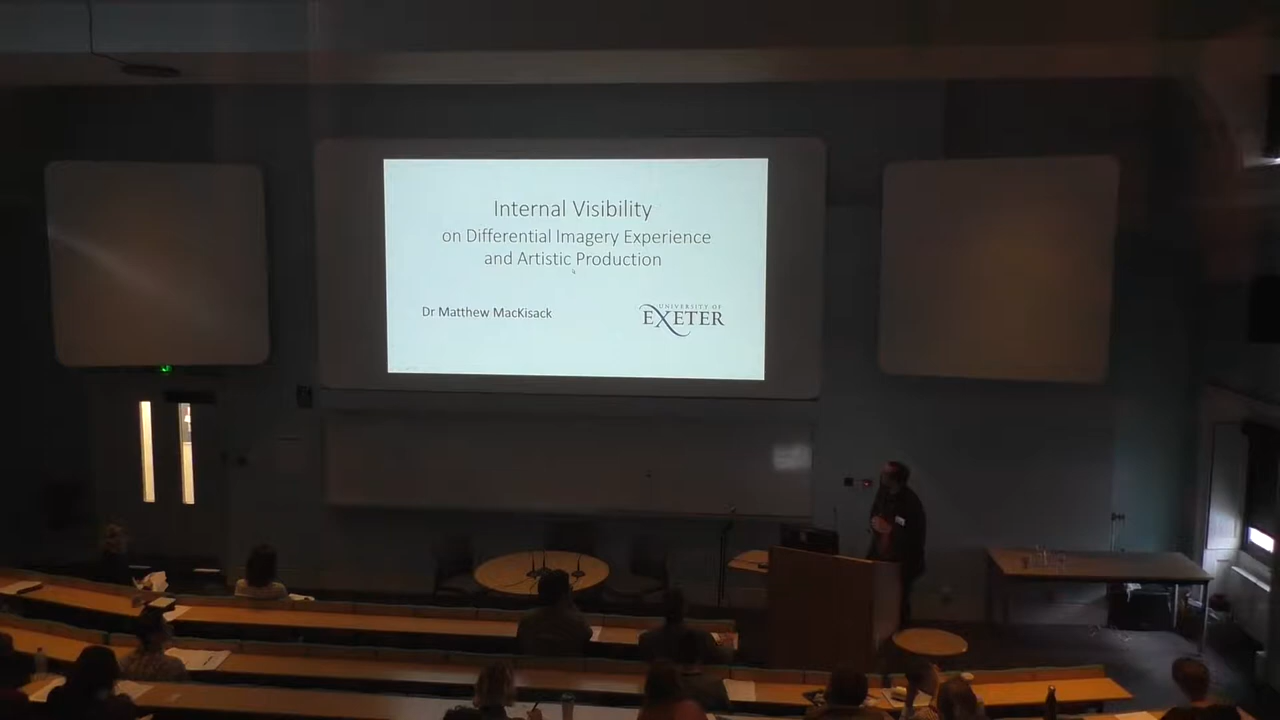 Internal Visibility
on Differential Imagery Experience
and Artistic Production
Dr Matthew MacKisack
UNIVERSITY OF
EXETER